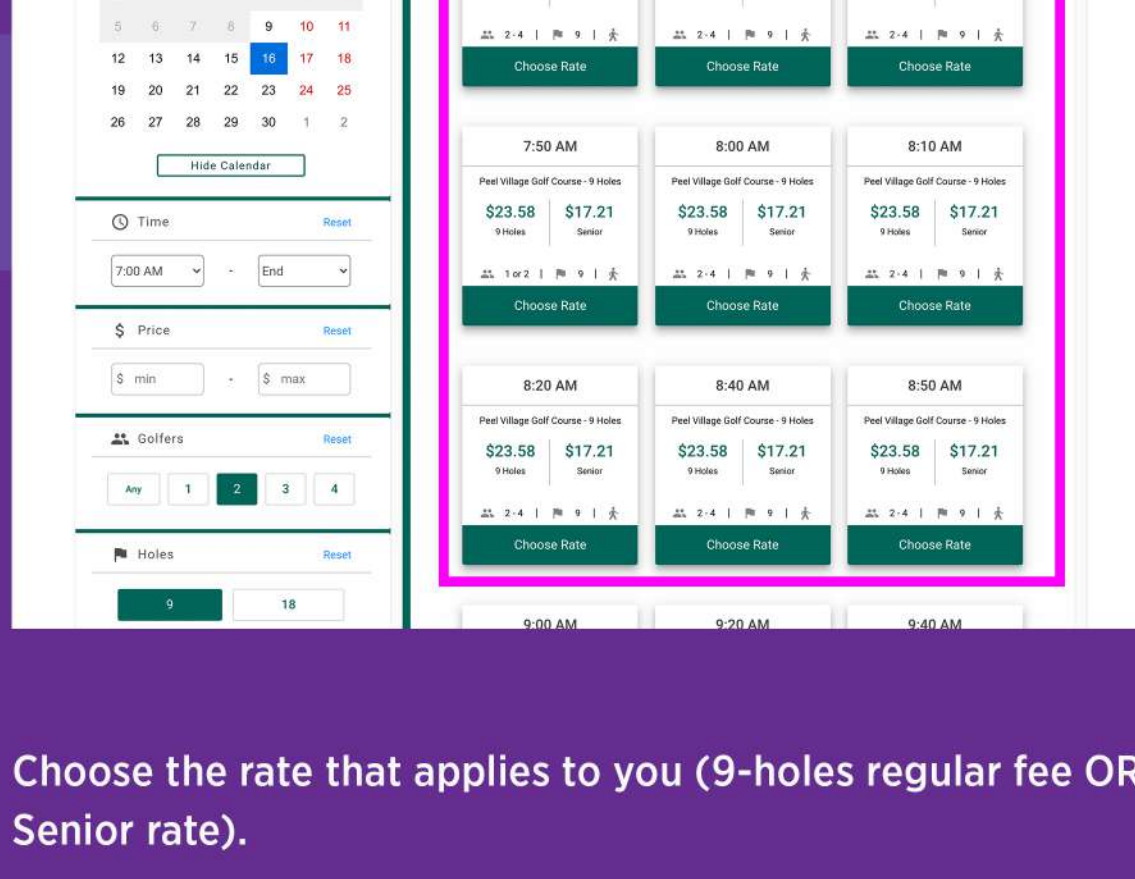 5 6 7 8 9 10 11
12 13 14 15 16 17 18
19 20 21 22 23 24 25
26 27 28 29 30 1 2
Hide Calendar
Time Reset
7:00 AM - End
$ Price Reset
$ min - $ max
Golfers Reset
Any 1 2 3 4
Holes Reset
9 18
2-4 | 9 | 2-4 | 9 | 2-4 | 9 |
Choose Rate Choose Rate Choose Rate
7:50 AM 8:00 AM 8:10 AM
Peel Village Golf Course - 9 Holes Peel Village Golf Course - 9 Holes Peel Village Golf Course - 9 Holes
$23.58 $17.21 $23.58 $17.21 $23.58 $17.21
9 Holes Senior 9 Holes Senior 9 Holes Senior
1 or 2 | 9 | 2-4 | 9 | 2-4 | 9 |
Choose Rate Choose Rate Choose Rate
8:20 AM 8:40 AM 8:50 AM
Peel Village Golf Course - 9 Holes Peel Village Golf Course - 9 Holes Peel Village Golf Course - 9 Holes
$23.58 $17.21 $23.58 $17.21 $23.58 $17.21
9 Holes Senior 9 Holes Senior 9 Holes Senior
2-4 | 9 | 2-4 | 9 | 2-4 | 9 |
Choose Rate Choose Rate Choose Rate
9:00 AM 9:20 AM 9:40 AM
Choose the rate that applies to you (9-holes regular fee OR
Senior rate).